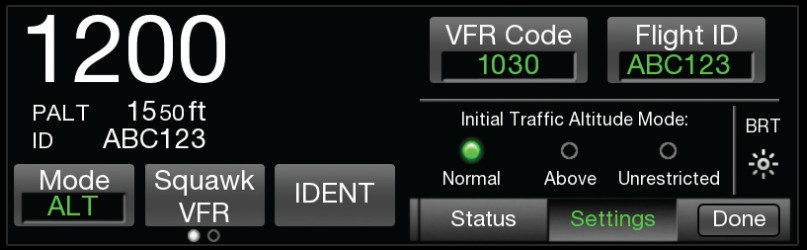 1200
PALT 1550 ft
ID ABC123
Mode
ALT
Squawk
VFR
IDENT
VFR Code
1030
Flight ID
ABC123
Initial Traffic Altitude Mode:
Normal
Above
Unrestricted
BRT
Status
Settings
Done